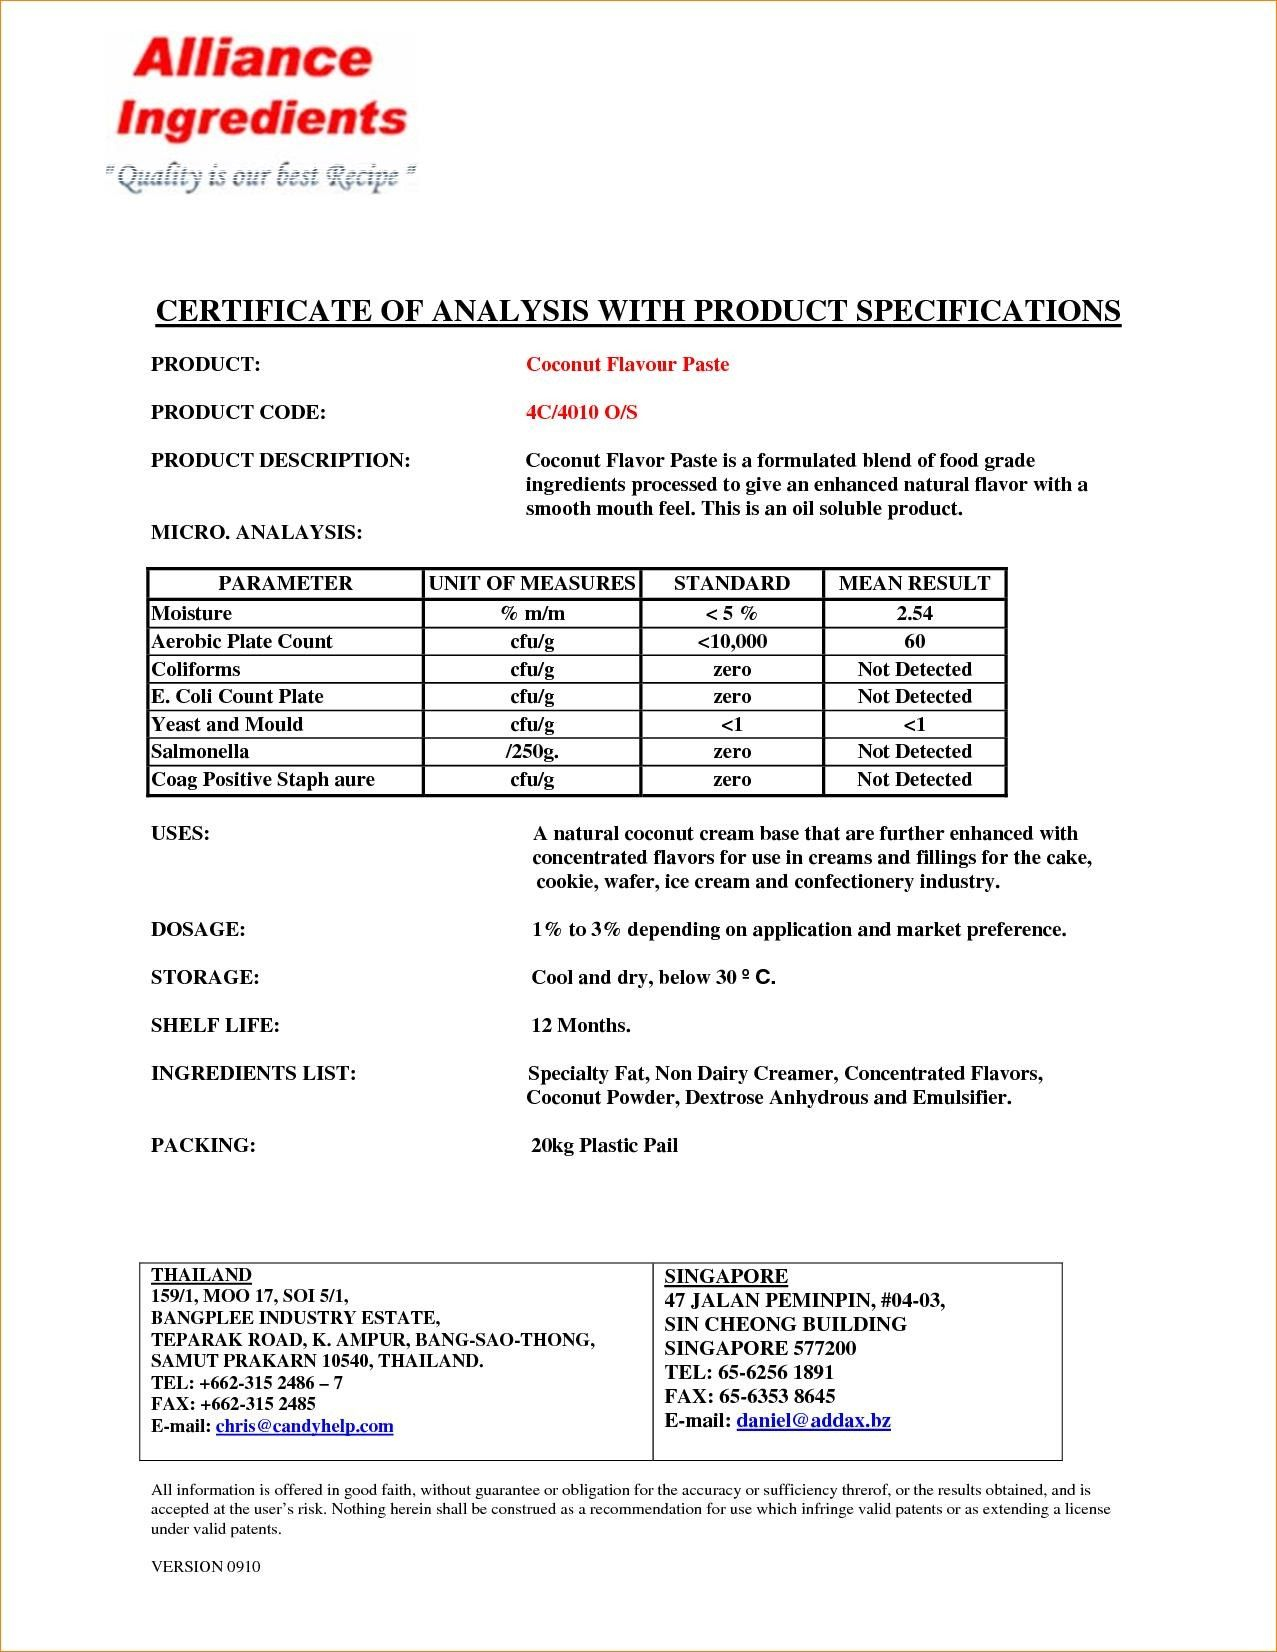 Alliance
Ingredients
" Quality is our best Recipe "
CERTIFICATE OF ANALYSIS WITH PRODUCT SPECIFICATIONS
PRODUCT: Coconut Flavour Paste
PRODUCT CODE: 4C/4010 O/S
PRODUCT DESCRIPTION: Coconut Flavor Paste is a formulated blend of food grade
ingredients processed to give an enhanced natural flavor with a
smooth mouth feel. This is an oil soluble product.
MICRO. ANALAYSIS:
PARAMETER UNIT OF MEASURES STANDARD MEAN RESULT
Moisture % m/m < 5 % 2.54
Aerobic Plate Count cfu/g <10,000 60
Coliforms cfu/g zero Not Detected
E. Coli Count Plate cfu/g zero Not Detected
Yeast and Mould cfu/g <1 <1
Salmonella /250g. zero Not Detected
Coag Positive Staph aure cfu/g zero Not Detected
USES: A natural coconut cream base that are further enhanced with
concentrated flavors for use in creams and fillings for the cake,
cookie, wafer, ice cream and confectionery industry.
DOSAGE: 1% to 3% depending on application and market preference.
STORAGE: Cool and dry, below 30 º C.
SHELF LIFE: 12 Months.
INGREDIENTS LIST: Specialty Fat, Non Dairy Creamer, Concentrated Flavors,
Coconut Powder, Dextrose Anhydrous and Emulsifier.
PACKING: 20kg Plastic Pail
THAILAND
159/1, MOO 17, SOI 5/1,
BANGPLEE INDUSTRY ESTATE,
TEPARAK ROAD, K. AMPUR, BANG-SAO-THONG,
SAMUT PRAKARN 10540, THAILAND.
TEL: +662-315 2486 – 7
FAX: +662-315 2485
E-mail: chris@candyhelp.com
SINGAPORE
47 JALAN PEMINPIN, #04-03,
SIN CHEONG BUILDING
SINGAPORE 577200
TEL: 65-6256 1891
FAX: 65-6353 8645
E-mail: daniel@addax.bz
All information is offered in good faith, without guarantee or obligation for the accuracy or sufficiency threrof, or the results obtained, and is
accepted at the user's risk. Nothing herein shall be construed as a recommendation for use which infringe valid patents or as extending a license
under valid patents.
VERSION 0910